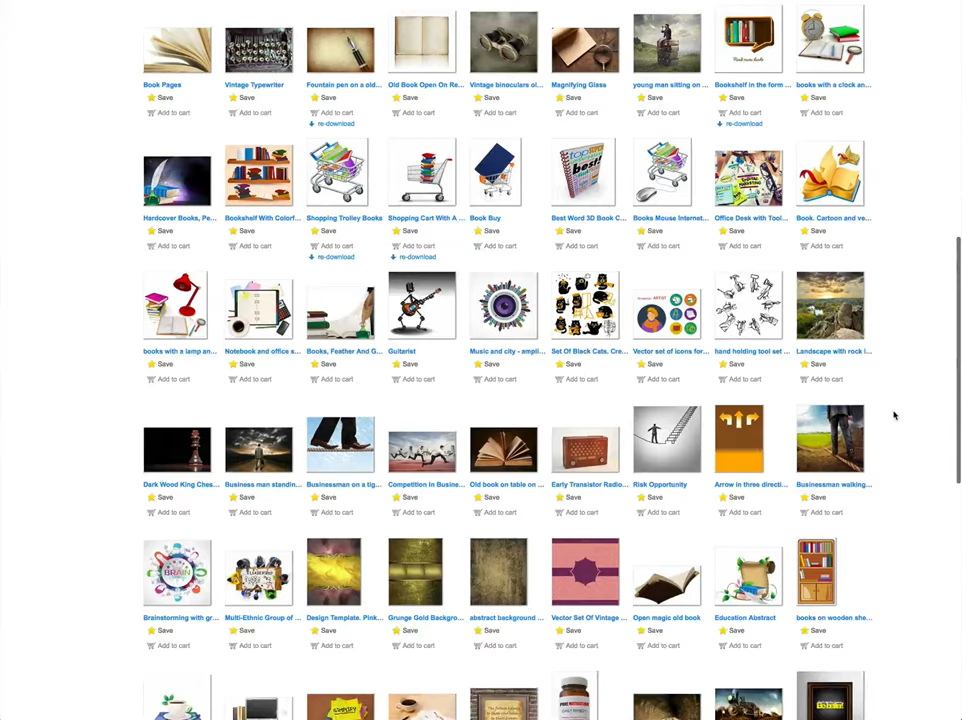 Book Pages
Vintage Typewriter
Fountain pen on a old...
Old Book Open On Re...
Vintage binoculars ol...
Magnifying Glass
young man sitting on ...
Bookshelf in the form ...
books with a clock an...
Save
Save
Save
Save
Save
Save
Save
Save
Save
Add to cart
Add to cart
Add to cart
Add to cart
Add to cart
Add to cart
Add to cart
Add to cart
Add to cart
re-download
re-download
best!
Hardcover Books, Pe...
Bookshelf With Colorf...
Shopping Trolley Books
Shopping Cart With A ...
Book Buy
Best Word 3D Book C...
Books Mouse Internet...
Office Desk with Tool...
Book. Cartoon and ve...
Save
Save
Save
Save
Save
Save
Save
Save
Save
Add to cart
Add to cart
Add to cart
Add to cart
Add to cart
Add to cart
Add to cart
Add to cart
Add to cart
re-download
re-download
books with a lamp an...
Notebook and office s...
Books, Feather And G...
Guitarist
Music and city - ampli...
Set Of Black Cats. Cre...
Vector set of icons for...
hand holding tool set ...
Landscape with rock l...
Save
Save
Save
Save
Save
Save
Save
Save
Save
Add to cart
Add to cart
Add to cart
Add to cart
Add to cart
Add to cart
Add to cart
Add to cart
Add to cart
Dark Wood King Ches...
Business man standin...
Businessman on a tig...
Competition In Busine...
Old book on table on ...
Early Transistor Radio...
Risk Opportunity
Arrow in three directi...
Businessman walking...
Save
Save
Save
Save
Save
Save
Save
Save
Save
Add to cart
Add to cart
Add to cart
Add to cart
Add to cart
Add to cart
Add to cart
Add to cart
Add to cart
BRAIN
Brainstorming with gr...
Multi-Ethnic Group of ...
Design Template. Pink...
Grunge Gold Backgro...
abstract background ...
Vector Set Of Vintage ...
Open magic old book
Education Abstract
books on wooden she...
Save
Save
Save
Save
Save
Save
Save
Save
Save
Add to cart
Add to cart
Add to cart
Add to cart
Add to cart
Add to cart
Add to cart
Add to cart
Add to cart
SIMPLIFY